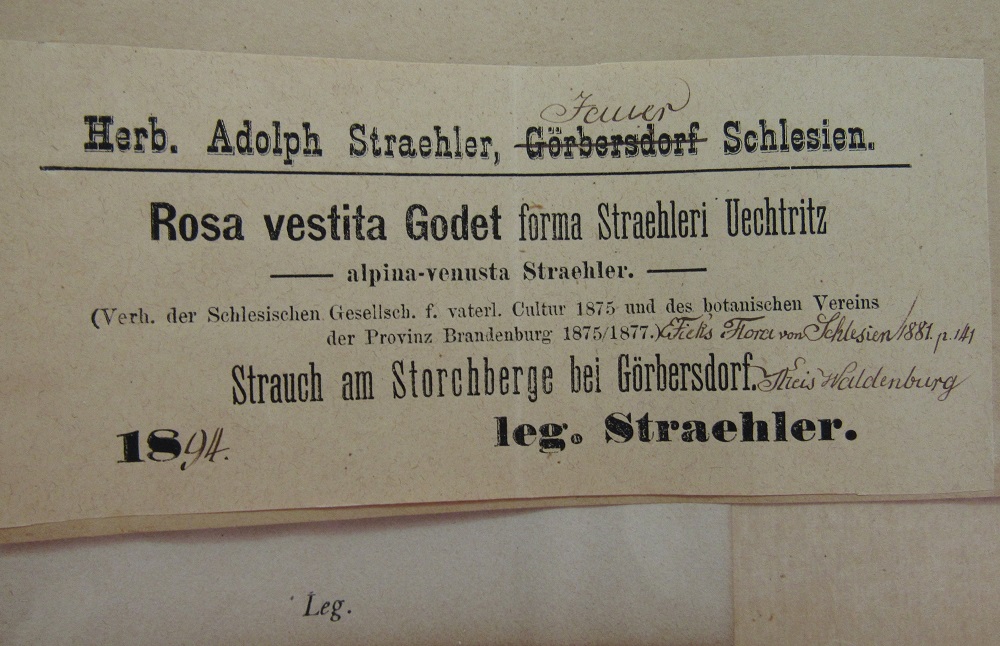 Jauer
Herb. Adolph Straehler, Görbersdorf Schlesien.
Rosa vestita Godet forma Straehleri Uechtritz
— alpina-venusta Straehler. —
(Verh. der Schlesischen Gesellsch. f. vaterl. Cultur 1875 und des botanischen Vereins
der Provinz Brandenburg 1875/1877.) Fieks Flora von Schlesien 1881. p. 141
Strauch am Storchberge bei Görbersdorf. Kreis Waldenburg
1894. leg. Straehler.
Leg.